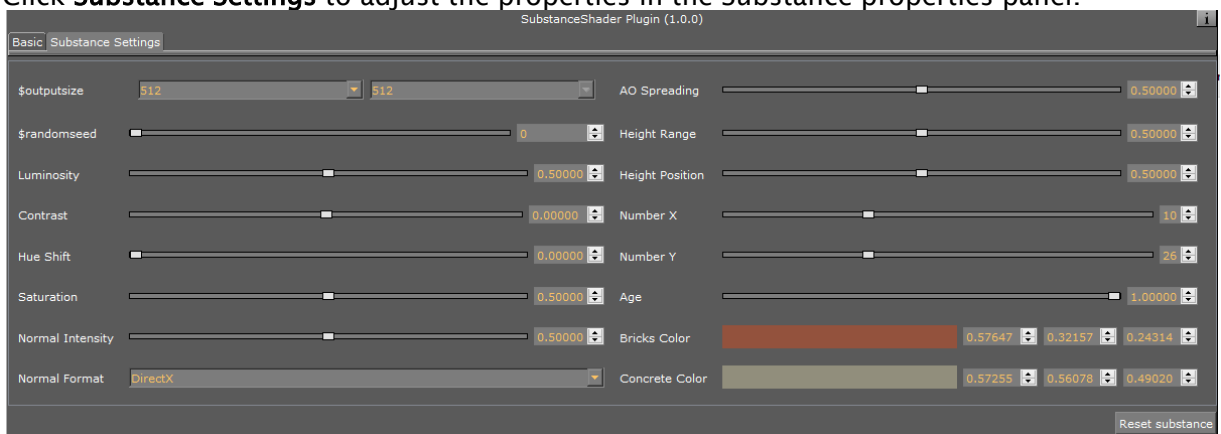 Click Substance Settings to adjust the properties in the Substance properties panel.
SubstanceShader Plugin (1.0.0) i
Basic Substance Settings
$outputsize 512 512 AO Spreading 0.50000
$randomseed 0 Height Range 0.50000
Luminosity 0.50000 Height Position 0.50000
Contrast 0.00000 Number X 10
Hue Shift 0.00000 Number Y 26
Saturation 0.50000 Age 1.00000
Normal Intensity 0.50000 Bricks Color 0.57647 0.32157 0.24314
Normal Format DirectX Concrete Color 0.57255 0.56078 0.49020
Reset substance